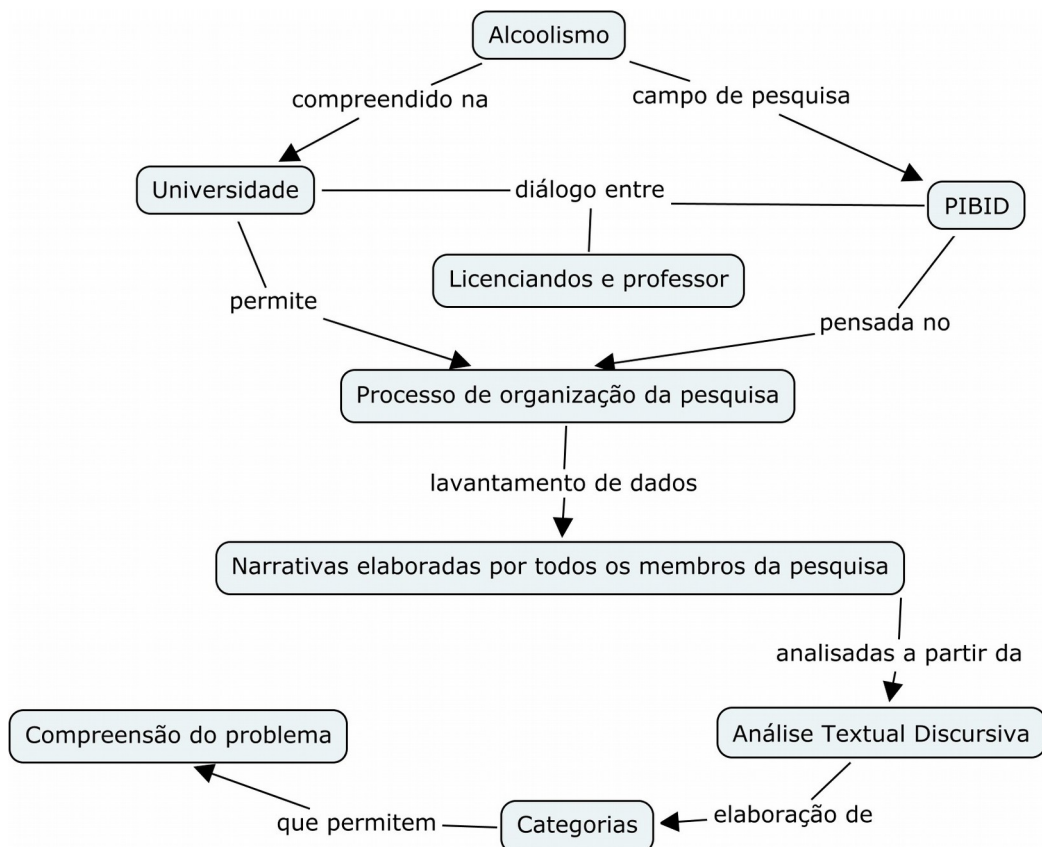 Alcoolismo
compreendido na
campo de pesquisa
Universidade
diálogo entre
PIBID
Licenciandos e professor
permite
pensada no
Processo de organização da pesquisa
lavantamento de dados
Narrativas elaboradas por todos os membros da pesquisa
analisadas a partir da
Compreensão do problema
Análise Textual Discursiva
que permitem
Categorias
elaboração de